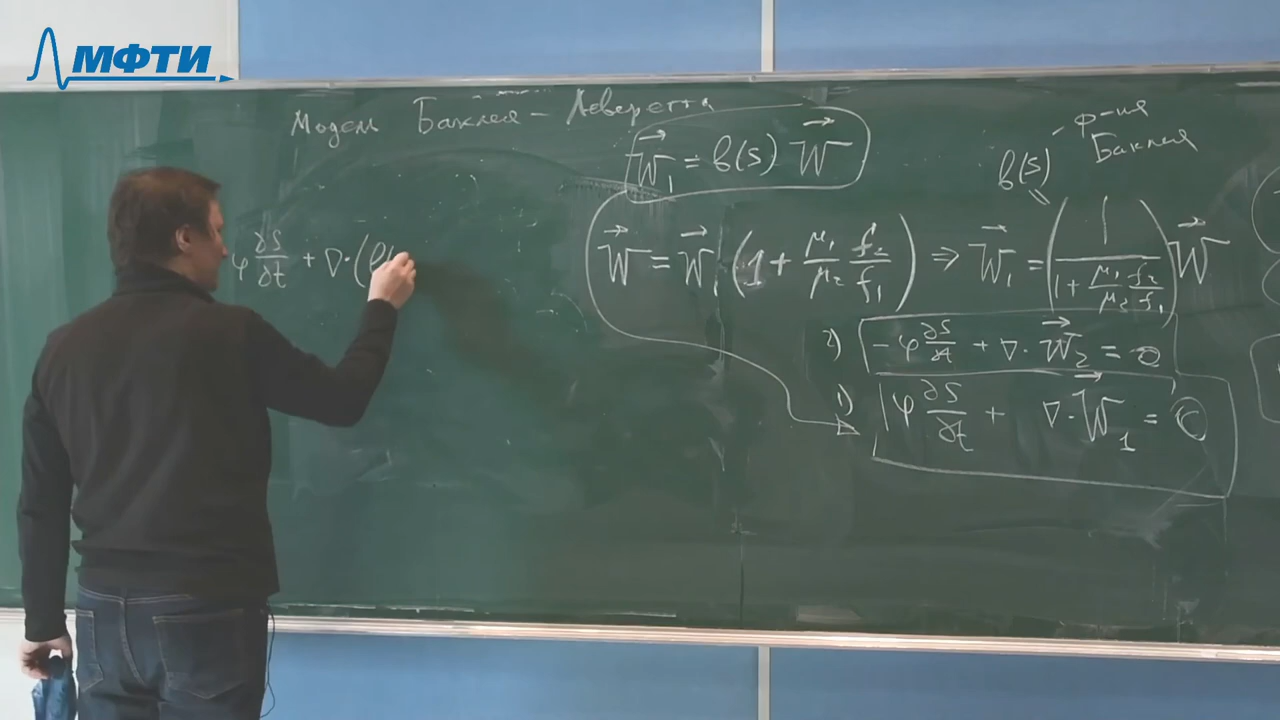 МФТИ
Модель Баклея – Леверетта
φ ∂s/∂t + ∇·(
W⃗₁ = b(s) W⃗
b(s) – ф-ия
Баклея
W⃗ = W⃗₁ (1 + μ₁/μ₂ f₂/f₁) ⇒ W⃗₁ = (1/(1 + μ₁/μ₂ f₂/f₁)) W⃗
2) -φ ∂s/∂t + ∇·W⃗₂ = 0
1) φ ∂s/∂t + ∇·W⃗₁ = 0